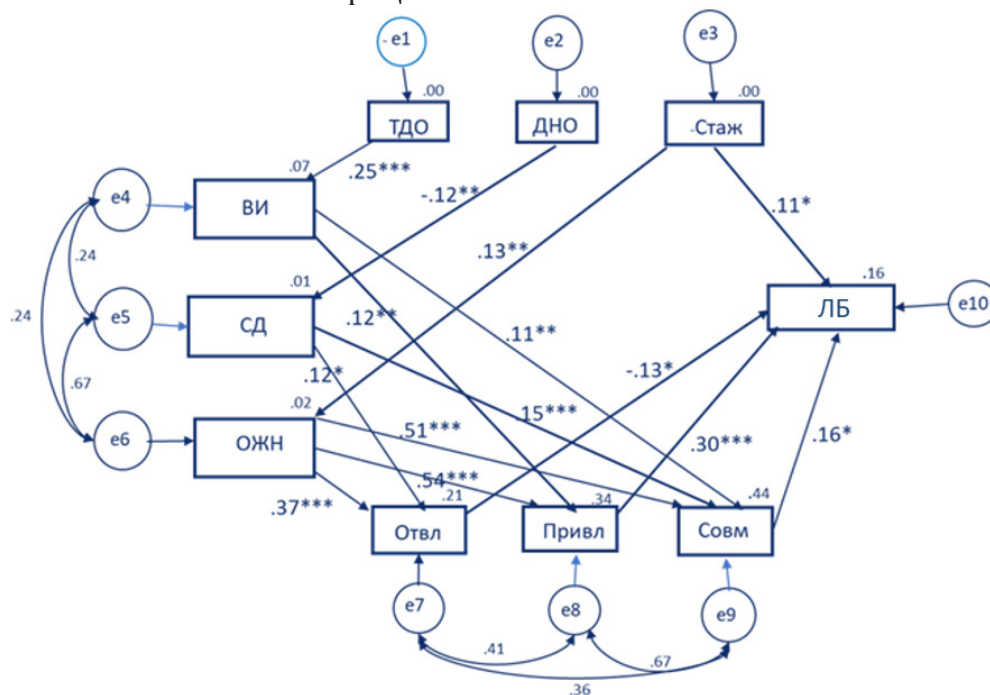 e1
e2
e3
.00
.00
.00
ТДО
ДНО
Стаж
.07
.25***
-.12**
e4
ВИ
.11*
.13**
.24
.01
.16
.24
e5
СД
.12**
.11**
ЛБ
e10
.12*
-.13*
.67
.02
e6
ОЖН
.51***
.15***
.30***
.16*
.54***
.37***
.21
.34
.44
Отвл
Привл
Совм
e7
e8
e9
.41
.67
.36